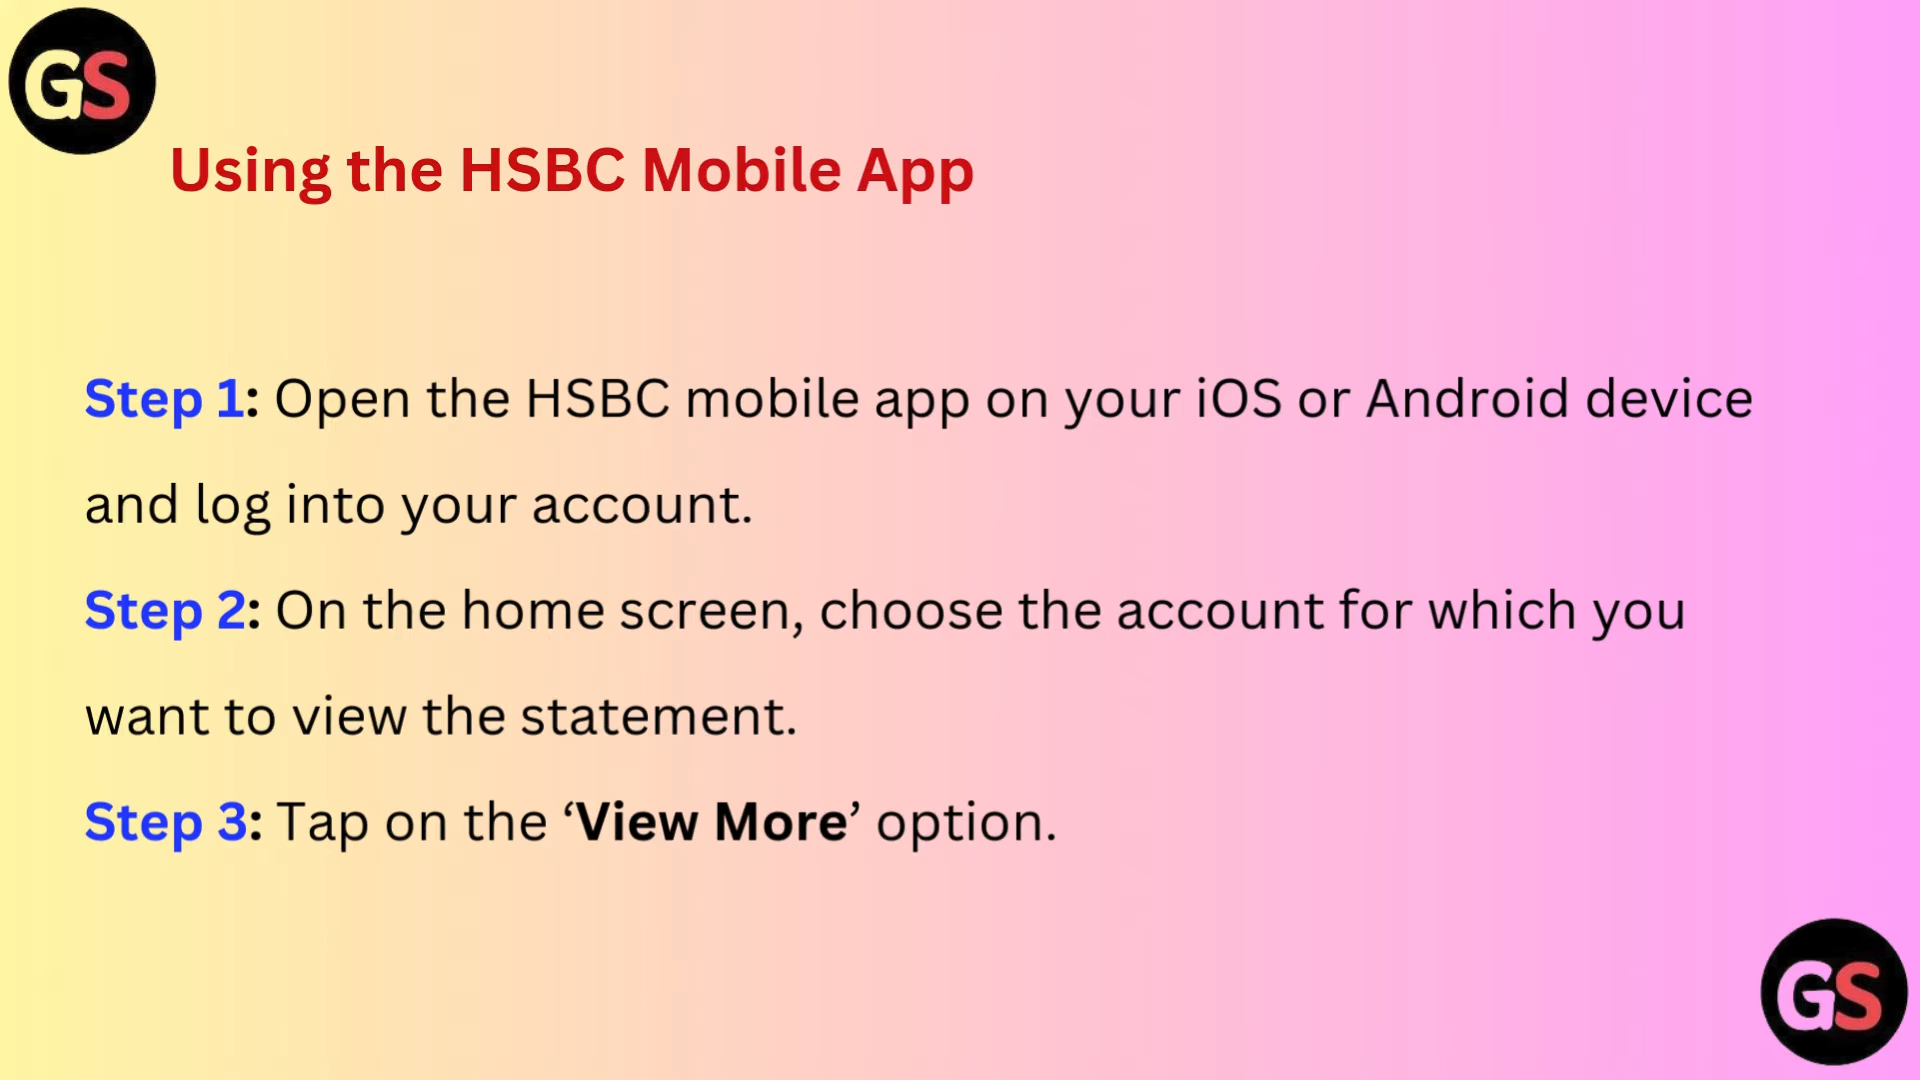 GS
Using the HSBC Mobile App
Step 1: Open the HSBC mobile app on your iOS or Android device
and log into your account.
Step 2: On the home screen, choose the account for which you
want to view the statement.
Step 3: Tap on the ‘View More’ option.
GS